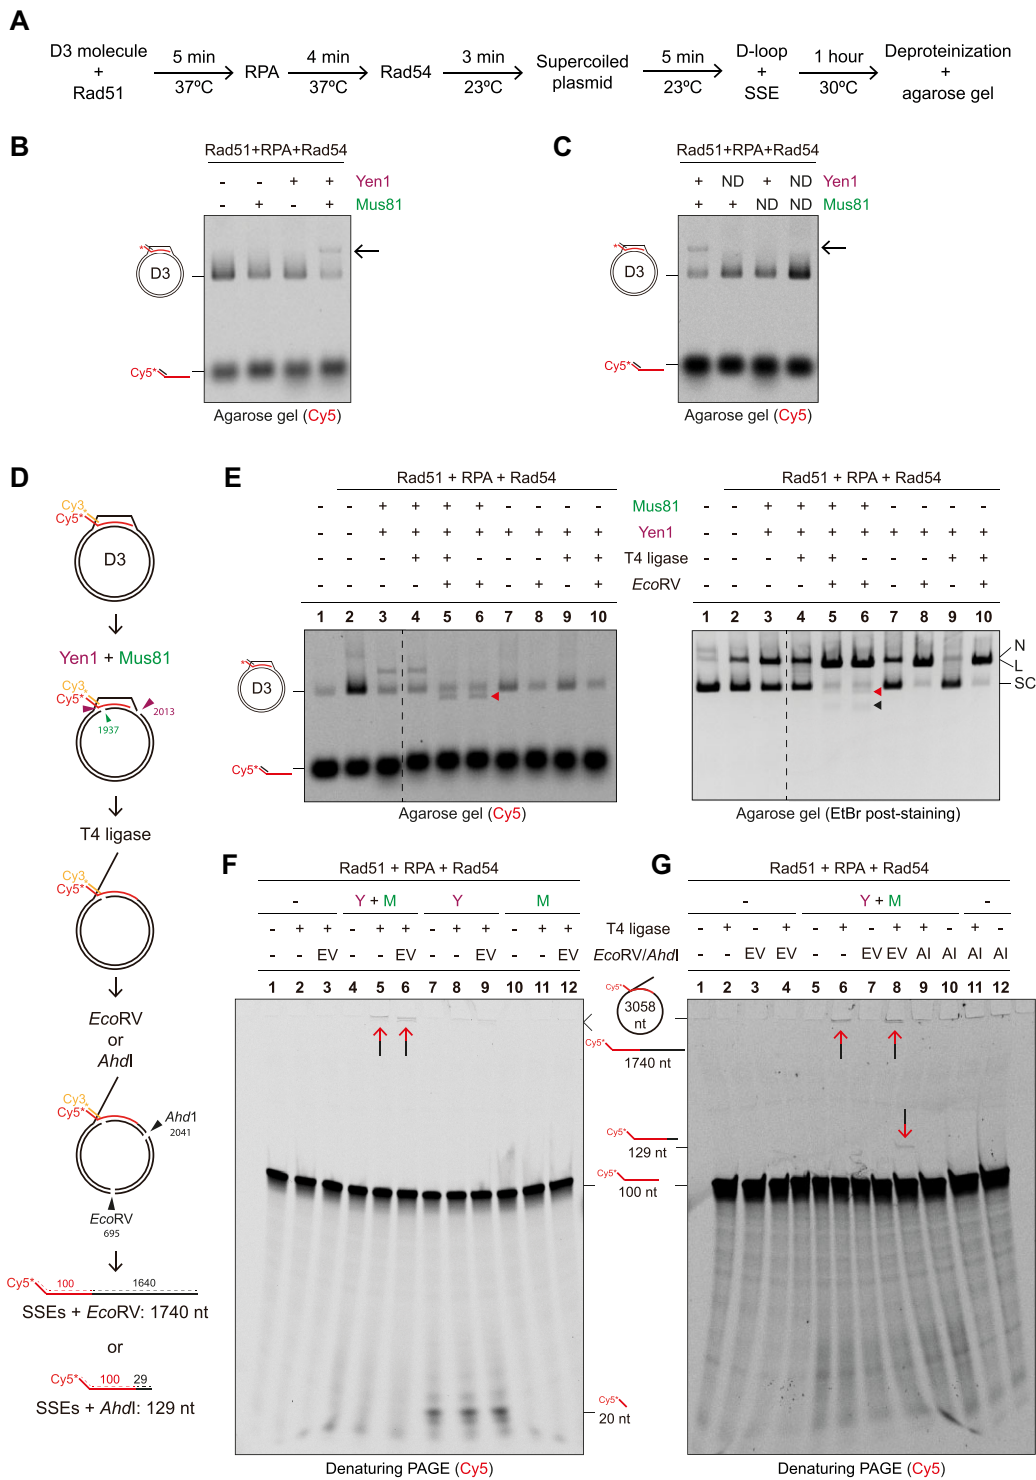 A
D3 molecule + Rad51
5 min
37ºC
RPA
4 min
37ºC
Rad54
3 min
23ºC
Supercoiled plasmid
5 min
23ºC
D-loop + SSE
1 hour
30ºC
Deproteinization + agarose gel
B
Rad51+RPA+Rad54
- - + + Yen1
- + - + Mus81
*
D3
Cy5*
Agarose gel (Cy5)
C
Rad51+RPA+Rad54
+ ND + ND Yen1
+ + ND ND Mus81
*
D3
Cy5*
Agarose gel (Cy5)
D
Cy3*
Cy5*
D3
Yen1 + Mus81
Cy3*
Cy5*
2013
1937
T4 ligase
Cy3*
Cy5*
EcoRV
or
AhdI
Cy3*
Cy5*
Ahd1
2041
EcoRV
695
Cy5* 100 1640
SSEs + EcoRV: 1740 nt
or
Cy5* 100 29
SSEs + AhdI: 129 nt
E
Rad51 + RPA + Rad54
Rad51 + RPA + Rad54
- - + + + + - - - - Mus81 - - + + + + - - - -
- - + + + + + + + + Yen1 - - + + + + + + + +
- - - + + - - - + + T4 ligase - - - + + - - - + +
- - - - + + - + - + EcoRV - - - - + + - + - +
1 2 3 4 5 6 7 8 9 10
1 2 3 4 5 6 7 8 9 10
*
D3
Cy5*
N
L
SC
Agarose gel (Cy5)
Agarose gel (EtBr post-staining)
F
Rad51 + RPA + Rad54
- Y + M Y M
- + + - + + - + + - + + T4 ligase
- - EV - - EV - - EV - - EV EcoRV/AhdI
1 2 3 4 5 6 7 8 9 10 11 12
Cy5*
3058 nt
Cy5*
1740 nt
Cy5*
129 nt
Cy5*
100 nt
Cy5*
20 nt
Denaturing PAGE (Cy5)
G
Rad51 + RPA + Rad54
- Y + M -
- + - + - + - + + - + -
- - EV EV - - EV EV AI AI AI AI
1 2 3 4 5 6 7 8 9 10 11 12
Denaturing PAGE (Cy5)